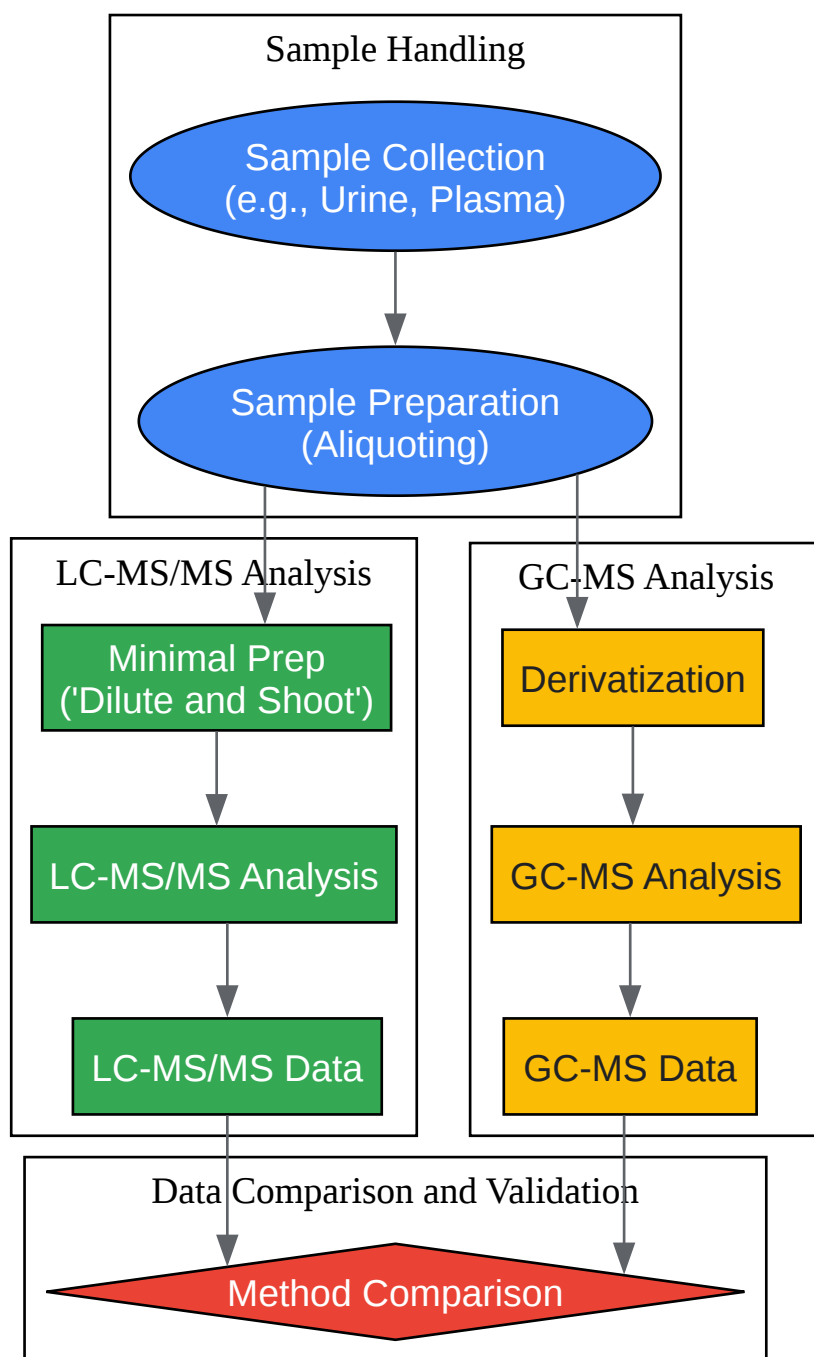 Sample Handling
Sample Collection
(e.g., Urine, Plasma)
Sample Preparation
(Aliquoting)
LC-MS/MS Analysis
Minimal Prep
('Dilute and Shoot')
LC-MS/MS Analysis
LC-MS/MS Data
GC-MS Analysis
Derivatization
GC-MS Analysis
GC-MS Data
Data Comparison and Validation
Method Comparison